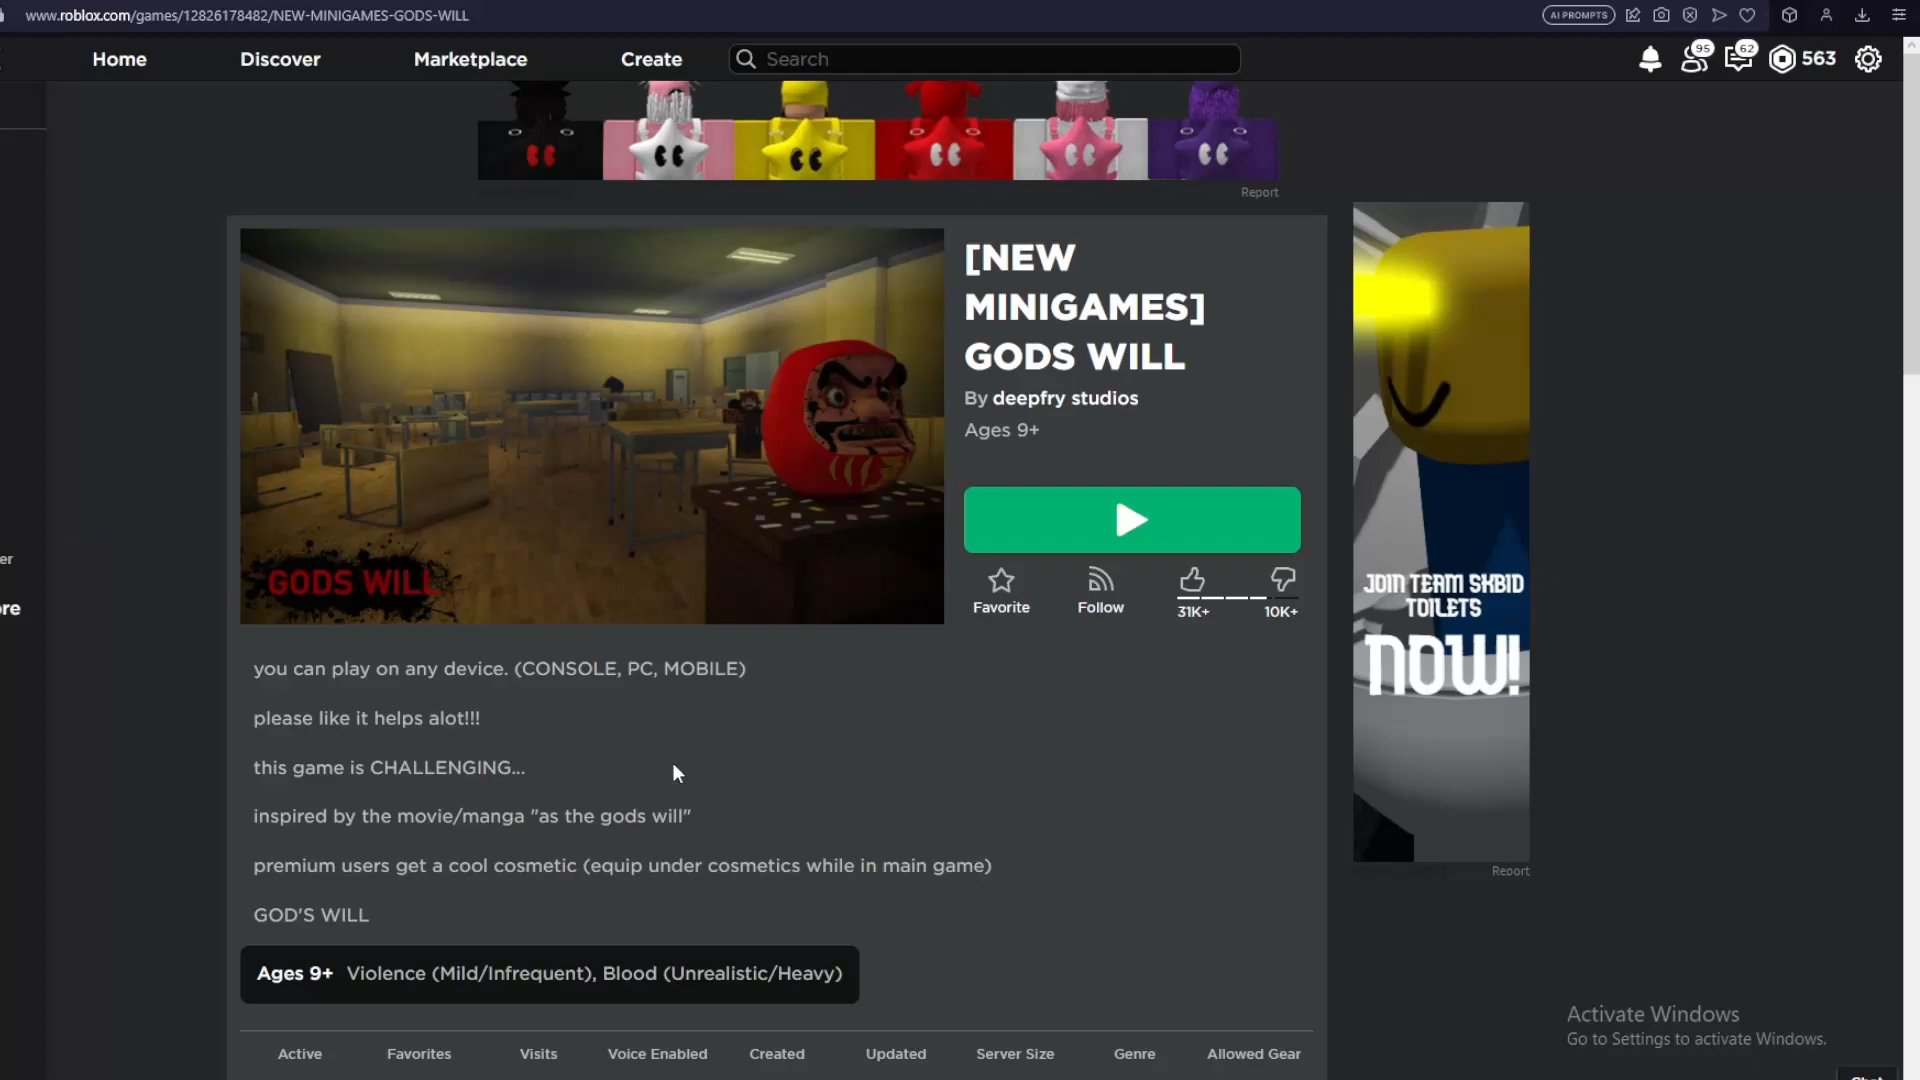 www.roblox.com/games/12826178482/NEW-MINIGAMES-GODS-WILL
AI PROMPTS
Home
Discover
Marketplace
Create
Search
95
62
563
Report
[NEW
MINIGAMES]
GODS WILL
By deepfry studios
Ages 9+
GODS WILL
Favorite
Follow
31K+
10K+
JOIN TEAM SKBID
TOILETS
NOW!
Report
er
ore
you can play on any device. (CONSOLE, PC, MOBILE)
please like it helps alot!!!
this game is CHALLENGING...
inspired by the movie/manga "as the gods will"
premium users get a cool cosmetic (equip under cosmetics while in main game)
GOD'S WILL
Ages 9+ Violence (Mild/Infrequent), Blood (Unrealistic/Heavy)
Active
Favorites
Visits
Voice Enabled
Created
Updated
Server Size
Genre
Allowed Gear
Activate Windows
Go to Settings to activate Windows.